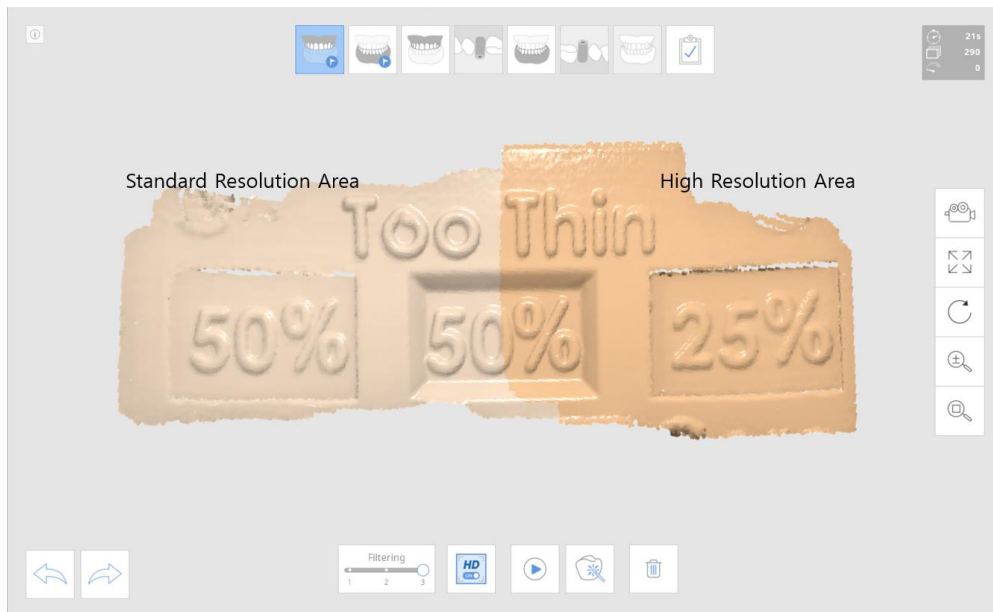 21s
290
0
Standard Resolution Area
High Resolution Area
Too Thin
50% 50% 25%
Filtering
1 2 3
HD
ON